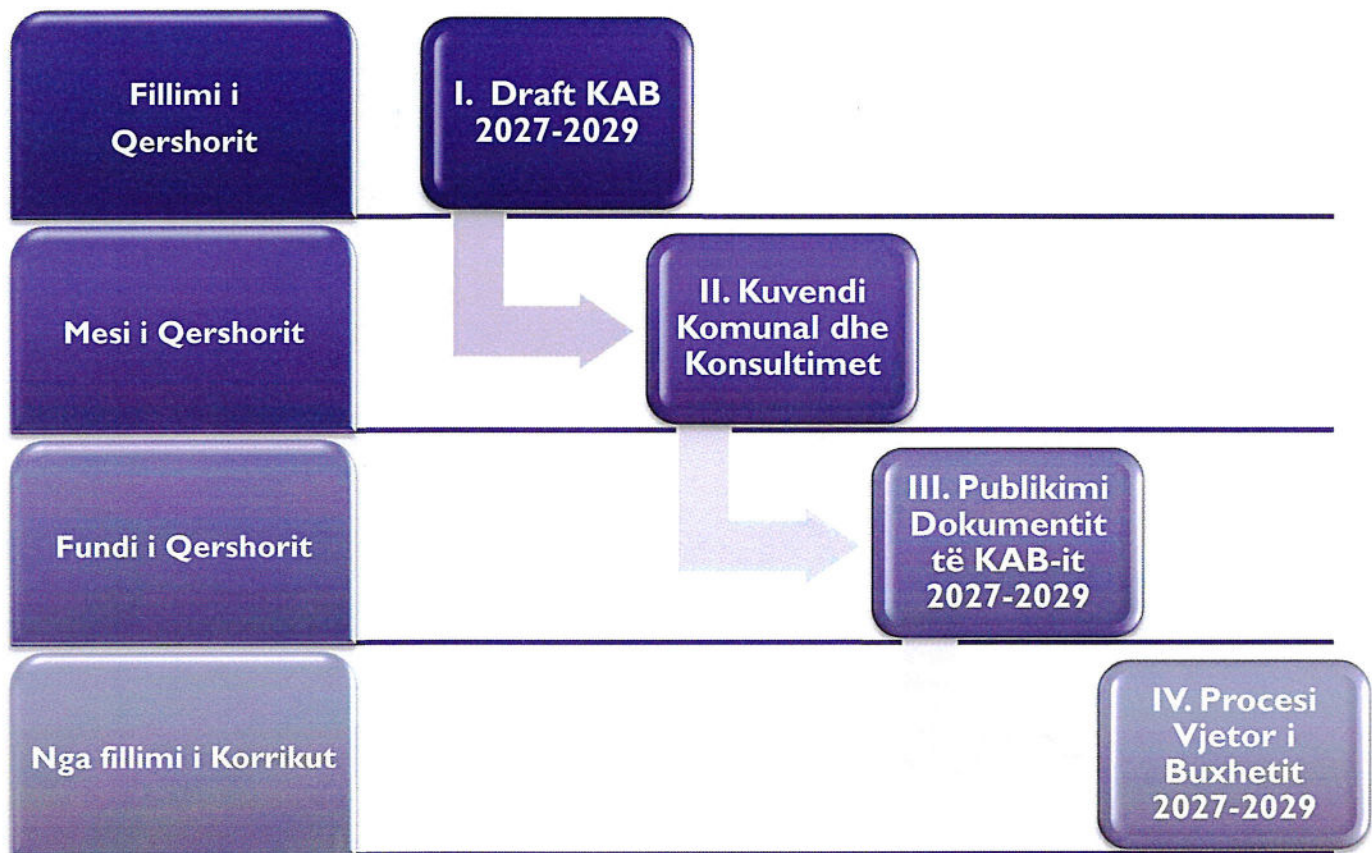 Fillimi i
Qershorit
I. Draft KAB
2027-2029
Mesi i Qershorit
II. Kuvendi
Komunal dhe
Konsultimet
Fundi i Qershorit
III. Publikimi
Dokumentit
të KAB-it
2027-2029
Nga fillimi i Korrikut
IV. Procesi
Vjetor i
Buxhetit
2027-2029